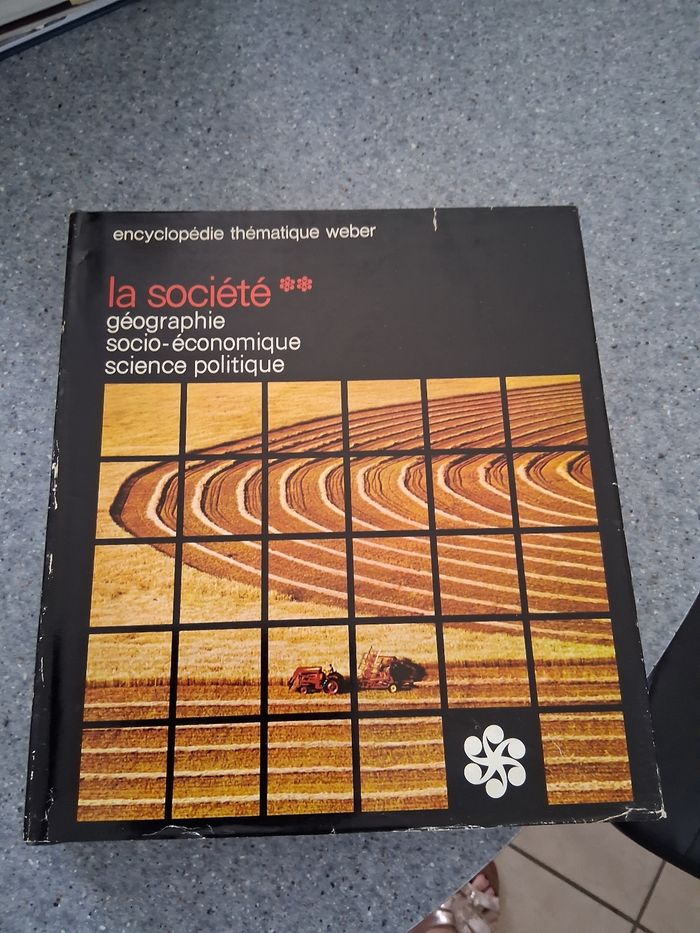 encyclopédie thématique weber
la société **
géographie
socio-économique
science politique